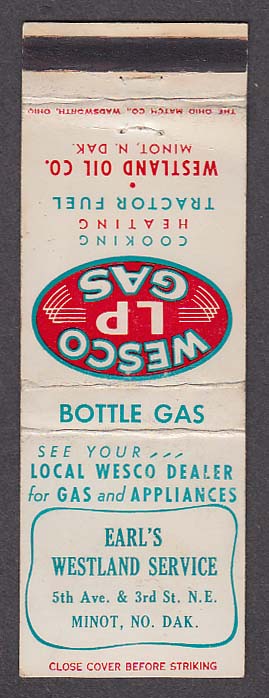 THE OHIO MATCH CO., WADSWORTH, OHIO
WESCO
LP
GAS
COOKING
HEATING
TRACTOR FUEL
•
WESTLAND OIL CO.
MINOT, N. DAK.
BOTTLE GAS
SEE YOUR ,,,
LOCAL WESCO DEALER
for GAS and APPLIANCES
EARL'S
WESTLAND SERVICE
5th Ave. & 3rd St. N.E.
MINOT, NO. DAK.
CLOSE COVER BEFORE STRIKING